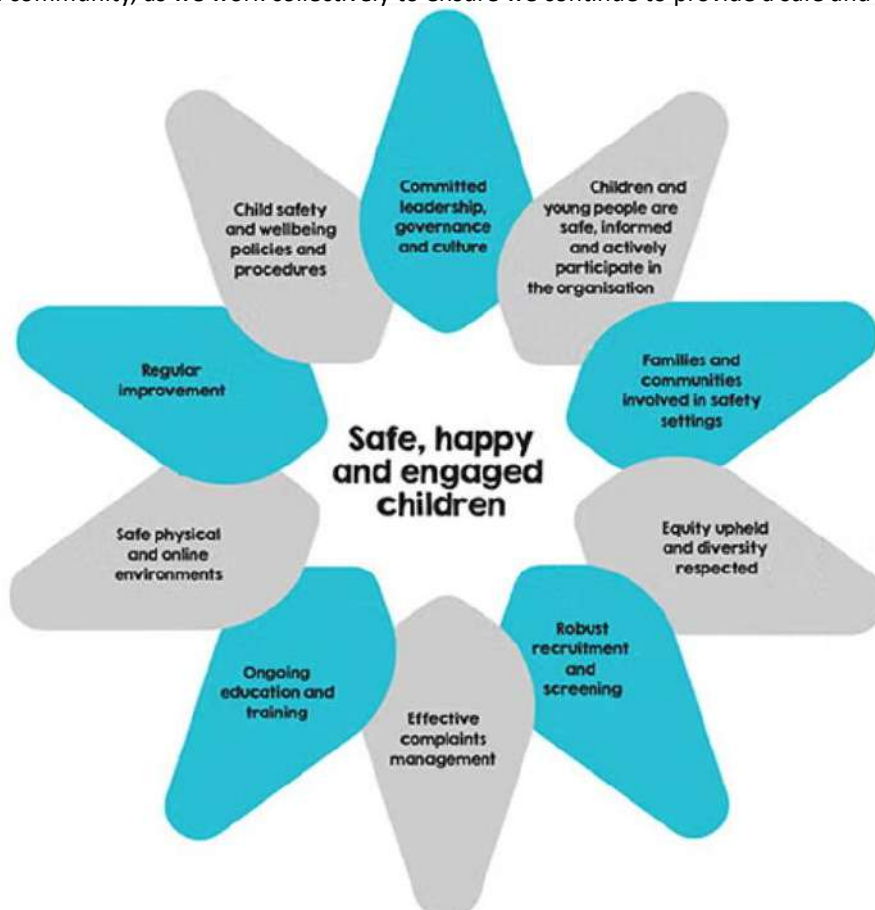 community, as we work collectively to ensure we continue to provide a safe and
Committed
leadership,
governance
and culture
Children and
young people are
safe, informed
and actively
participate in
the organisation
Families and
communities
involved in safety
settings
Equity upheld
and diversity
respected
Robust
recruitment
and
screening
Effective
complaints
management
Ongoing
education and
training
Safe physical
and online
environments
Regular
improvement
Child safety
and wellbeing
policies and
procedures
Safe, happy
and engaged
children